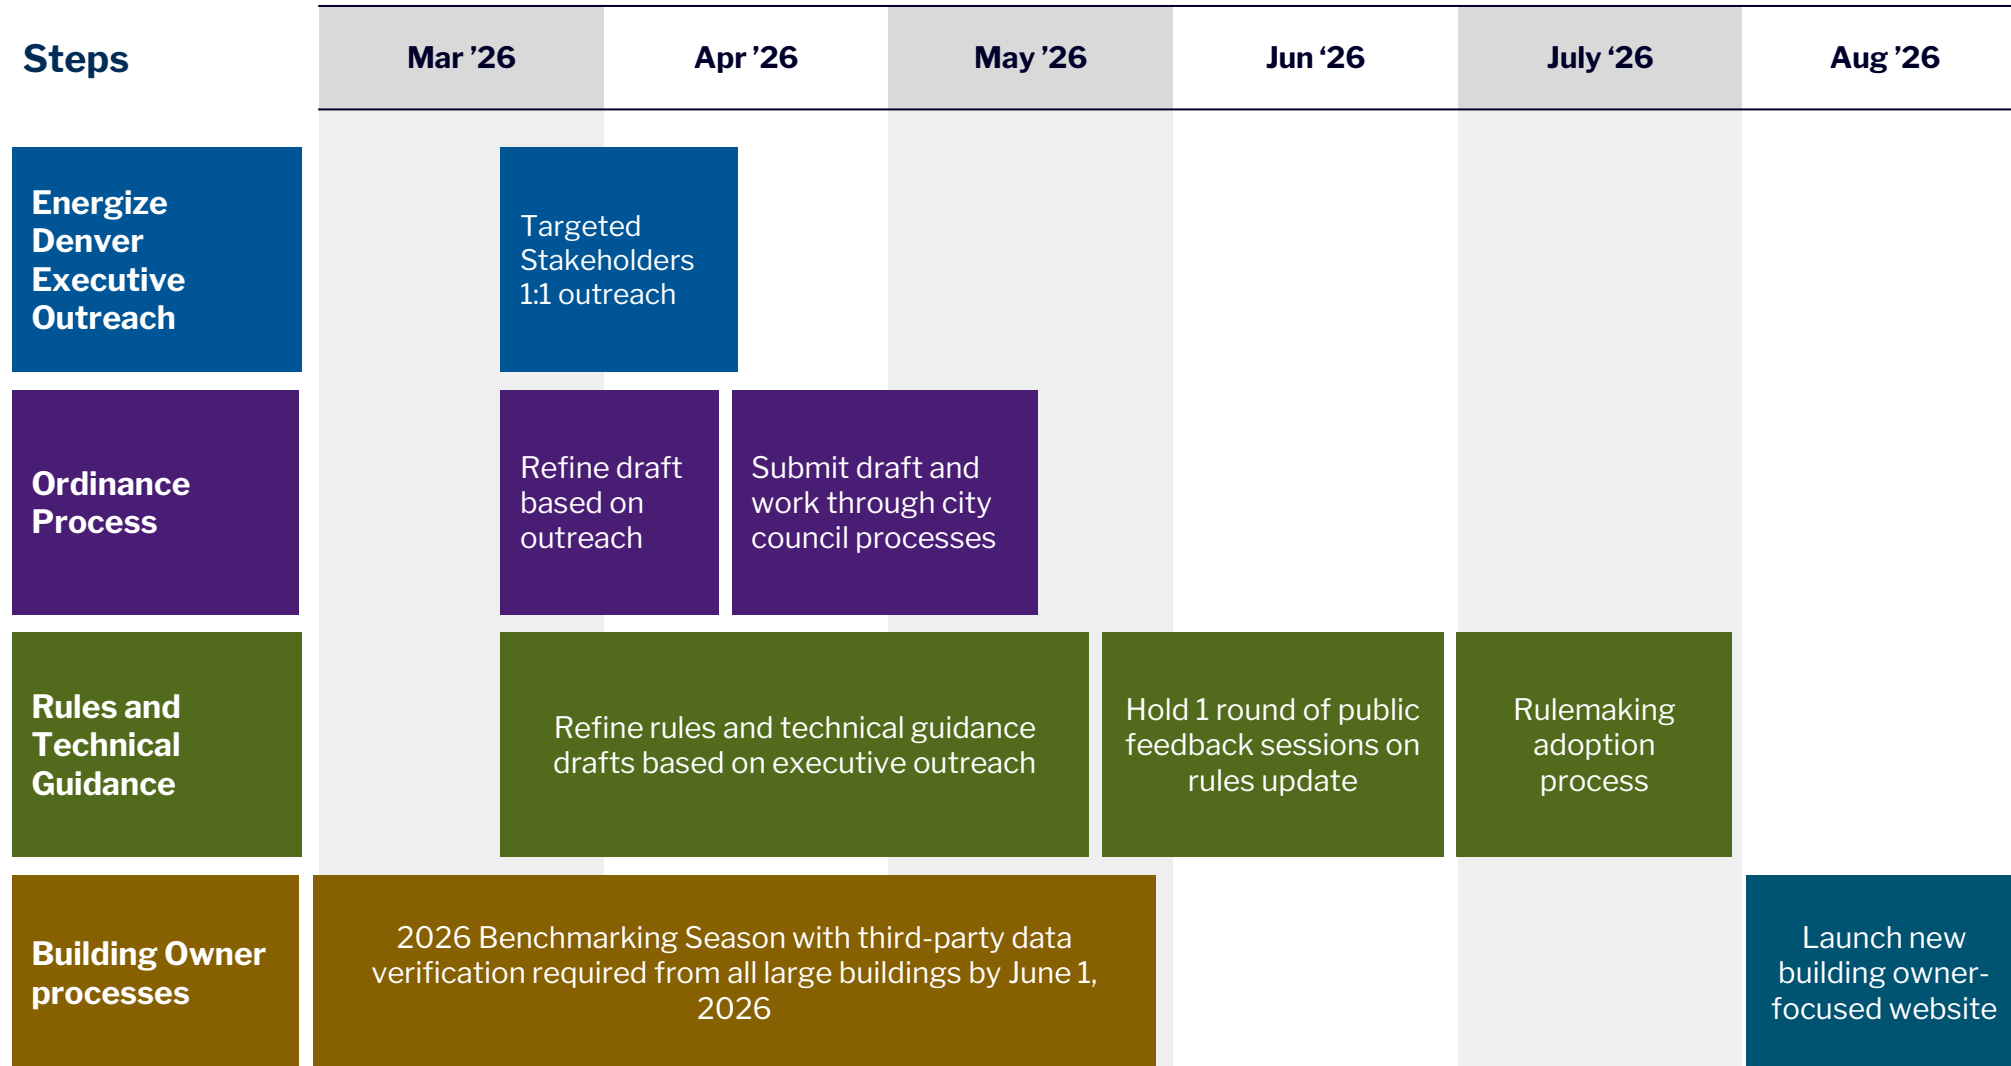 Steps
Mar ’26
Apr ’26
May ’26
Jun ‘26
July ‘26
Aug ’26
Energize
Denver
Executive
Outreach
Targeted
Stakeholders
1:1 outreach
Ordinance
Process
Refine draft
based on
outreach
Submit draft and
work through city
council processes
Rules and
Technical
Guidance
Refine rules and technical guidance
drafts based on executive outreach
Hold 1 round of public
feedback sessions on
rules update
Rulemaking
adoption
process
Building Owner
processes
2026 Benchmarking Season with third-party data
verification required from all large buildings by June 1,
2026
Launch new
building owner-
focused website